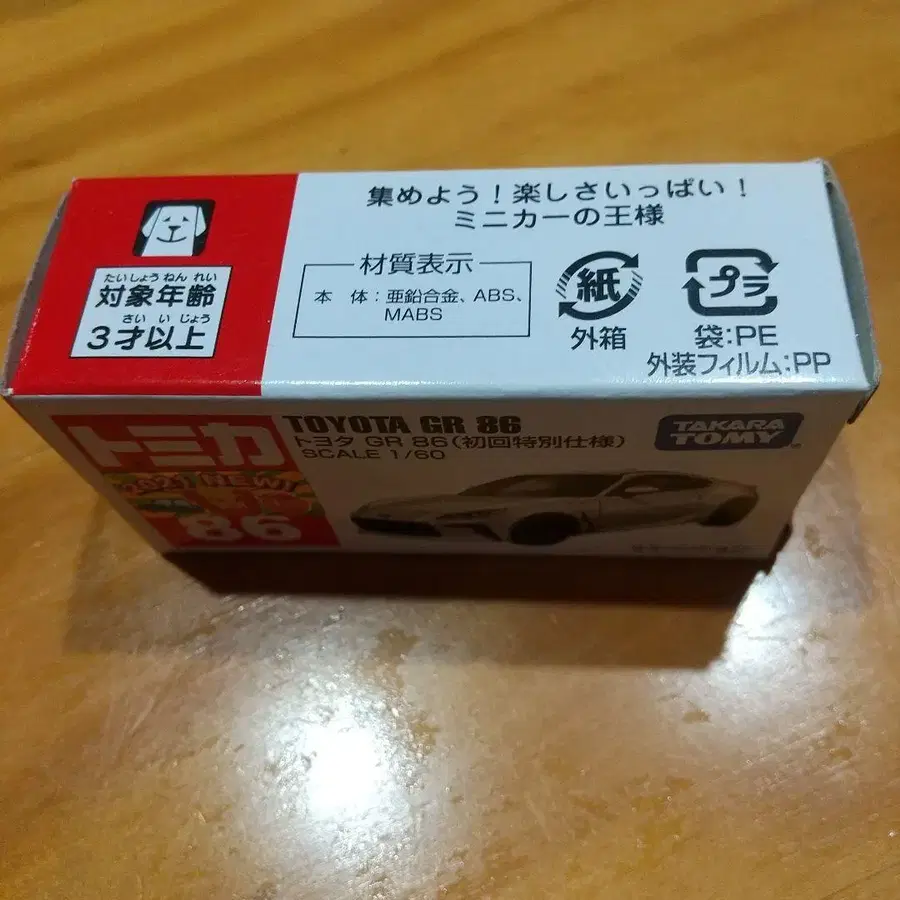 集めよう！楽しさいっぱい！
ミニカーの王様
たいしょう ねん れい
対象年齢
さい い じょう
3才以上
材質表示
本　体：亜鉛合金、ABS、
MABS
紙
外箱
プラ
袋:PE
外装フィルム:PP
トミカ
2021 NEW!
86
TOYOTA GR 86
トヨタ GR 86（初回特別仕様）
SCALE 1/60
TAKARA
TOMY